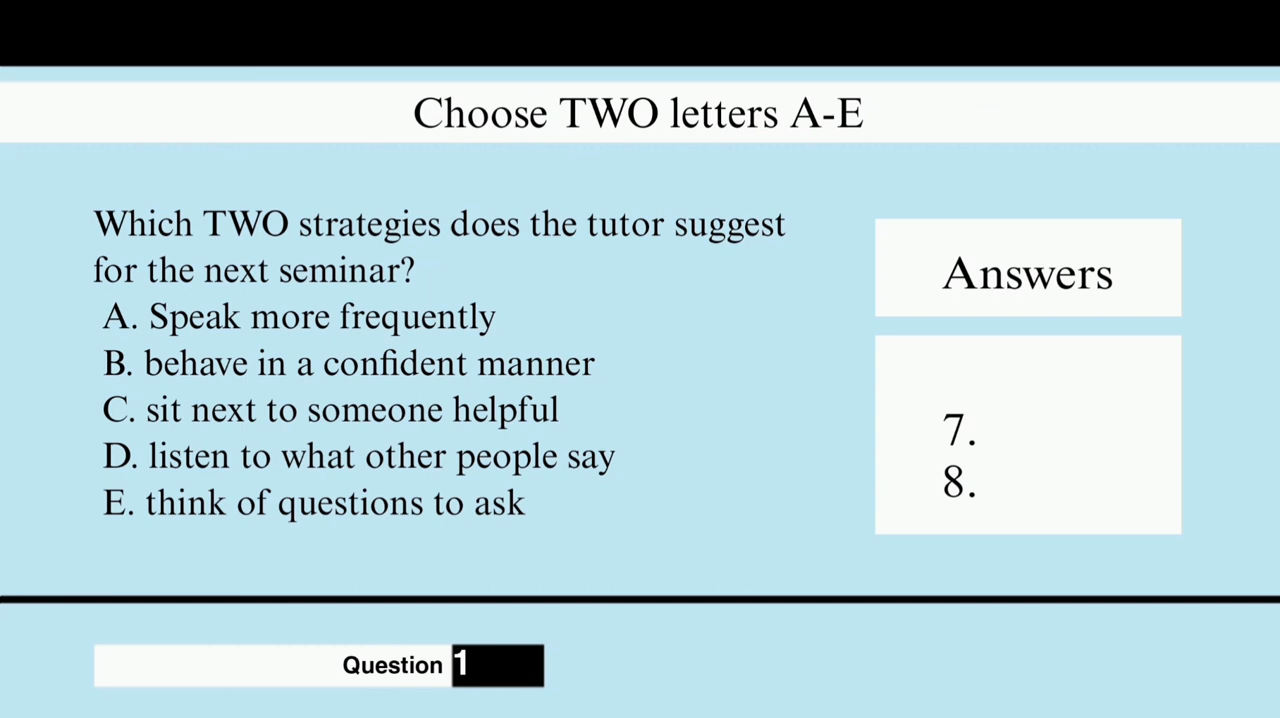 Choose TWO letters A-E
Which TWO strategies does the tutor suggest
for the next seminar?
A. Speak more frequently
B. behave in a confident manner
C. sit next to someone helpful
D. listen to what other people say
E. think of questions to ask
Answers
7.
8.
Question 1